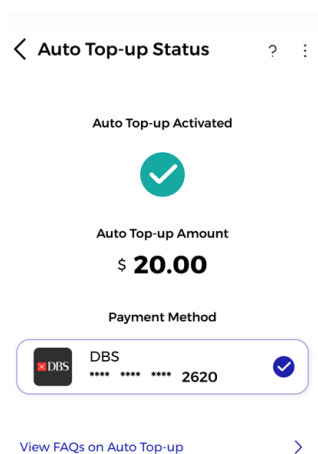 Auto Top-up Status ?
Auto Top-up Activated
Auto Top-up Amount
$ 20.00
Payment Method
DBS
DBS
**** **** **** 2620
View FAQs on Auto Top-up